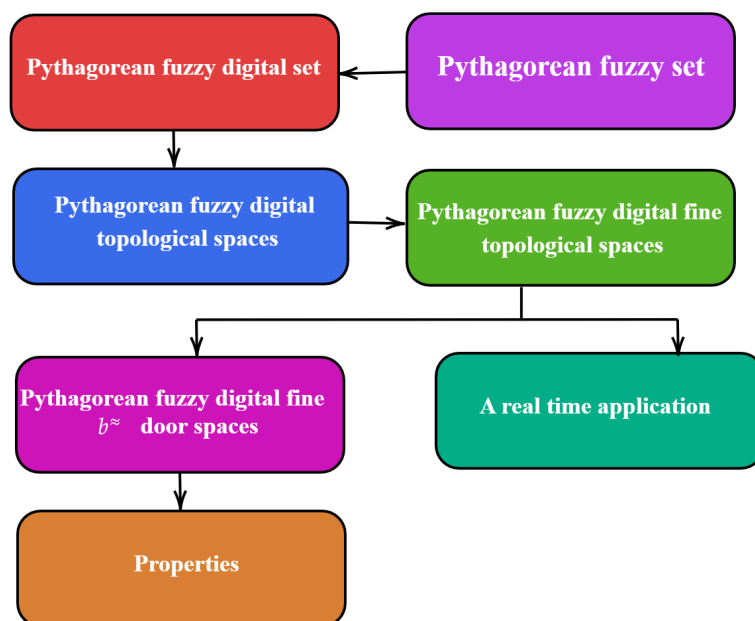 Pythagorean fuzzy digital set
Pythagorean fuzzy set
Pythagorean fuzzy digital
topological spaces
Pythagorean fuzzy digital fine
topological spaces
Pythagorean fuzzy digital fine
b≈ door spaces
A real time application
Properties